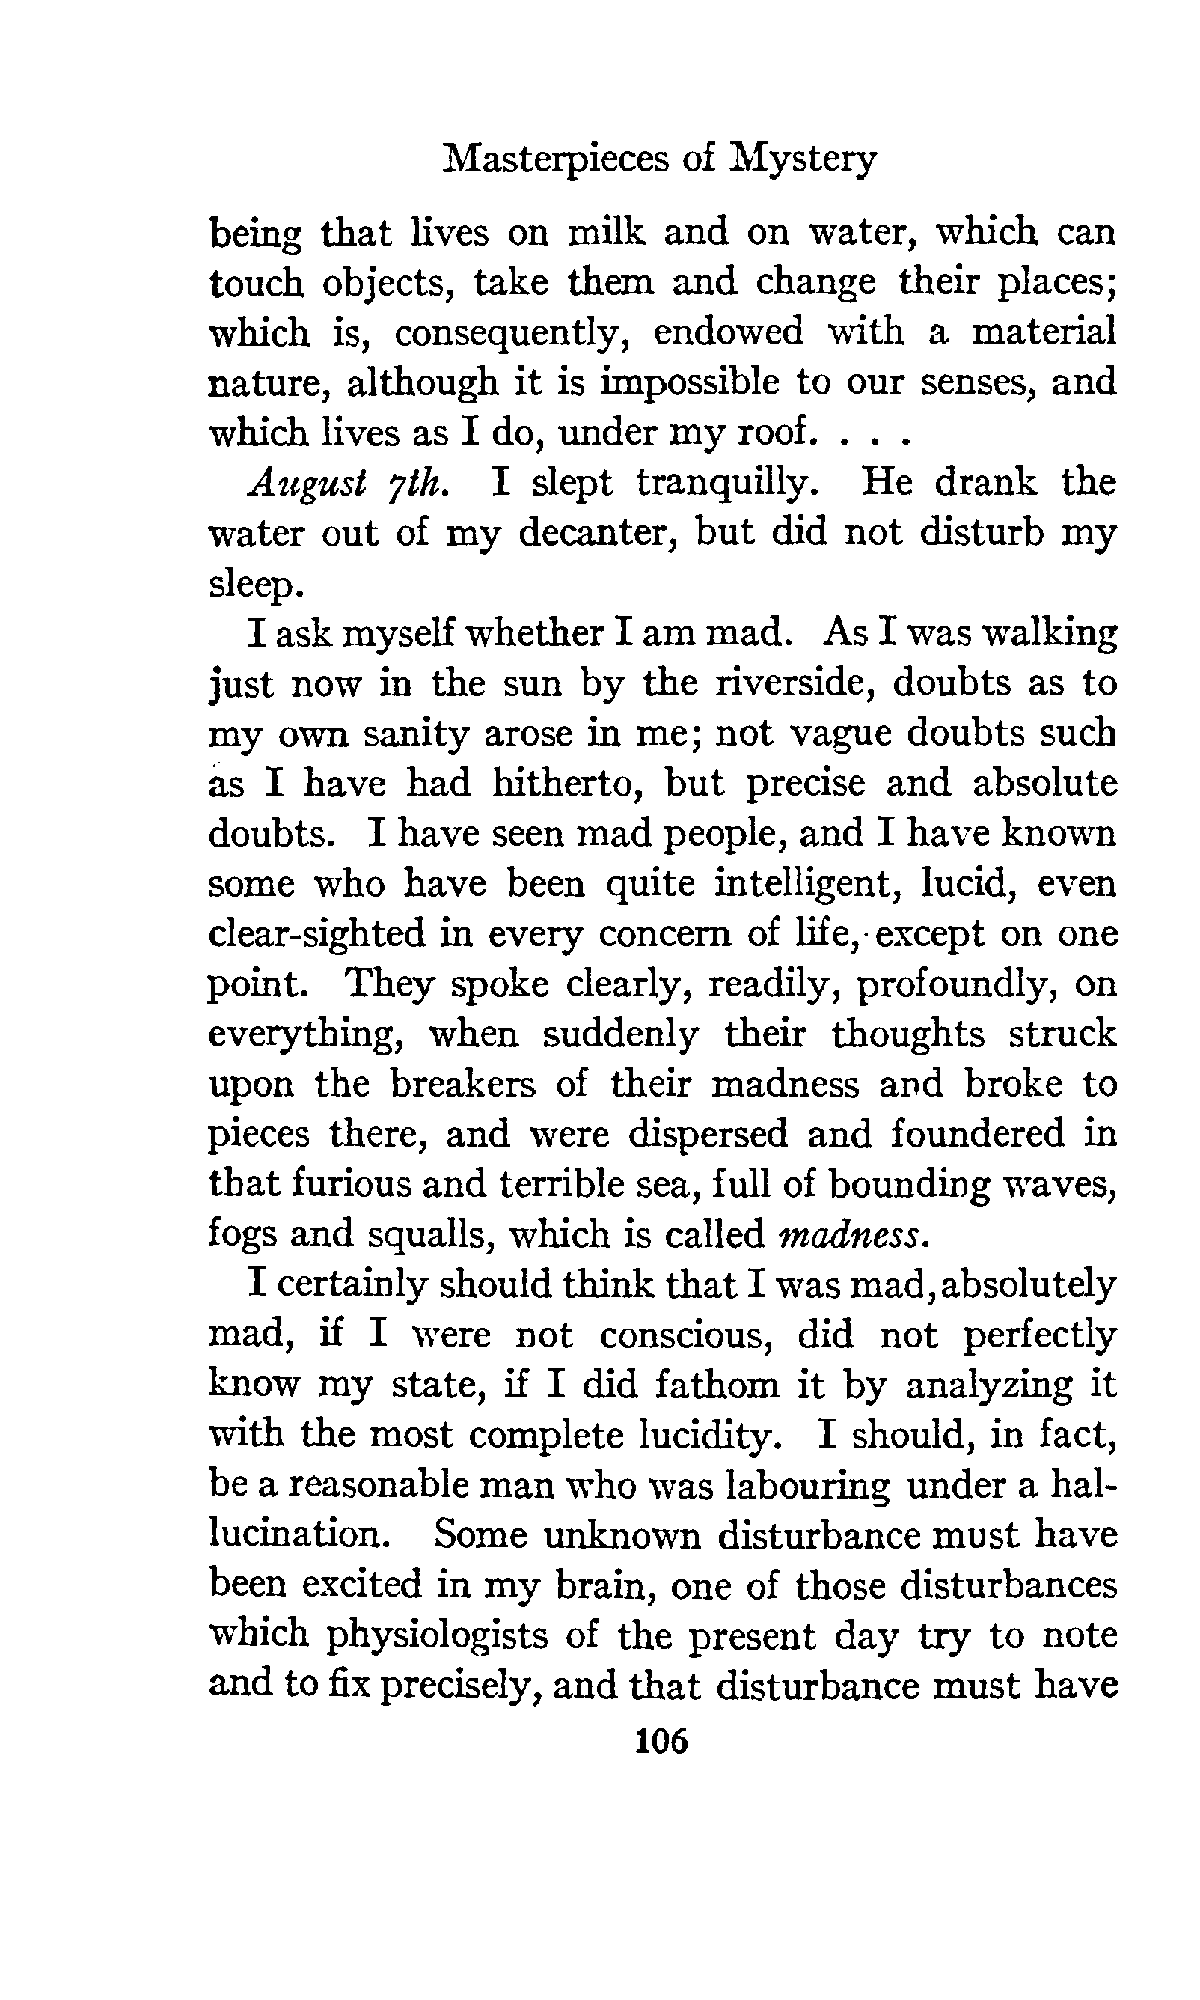 Masterpieces of Mystery
being that lives on milk and on water, which can
touch objects, take them and change their places;
which is, consequently, endowed with a material
nature, although it is impossible to our senses, and
which lives as I do, under my roof. . . .
August 7th. I slept tranquilly. He drank the
water out of my decanter, but did not disturb my
sleep.
I ask myself whether I am mad. As I was walking
just now in the sun by the riverside, doubts as to
my own sanity arose in me; not vague doubts such
as I have had hitherto, but precise and absolute
doubts. I have seen mad people, and I have known
some who have been quite intelligent, lucid, even
clear-sighted in every concern of life, except on one
point. They spoke clearly, readily, profoundly, on
everything, when suddenly their thoughts struck
upon the breakers of their madness and broke to
pieces there, and were dispersed and foundered in
that furious and terrible sea, full of bounding waves,
fogs and squalls, which is called madness.
I certainly should think that I was mad, absolutely
mad, if I were not conscious, did not perfectly
know my state, if I did fathom it by analyzing it
with the most complete lucidity. I should, in fact,
be a reasonable man who was labouring under a hal-
lucination. Some unknown disturbance must have
been excited in my brain, one of those disturbances
which physiologists of the present day try to note
and to fix precisely, and that disturbance must have
106